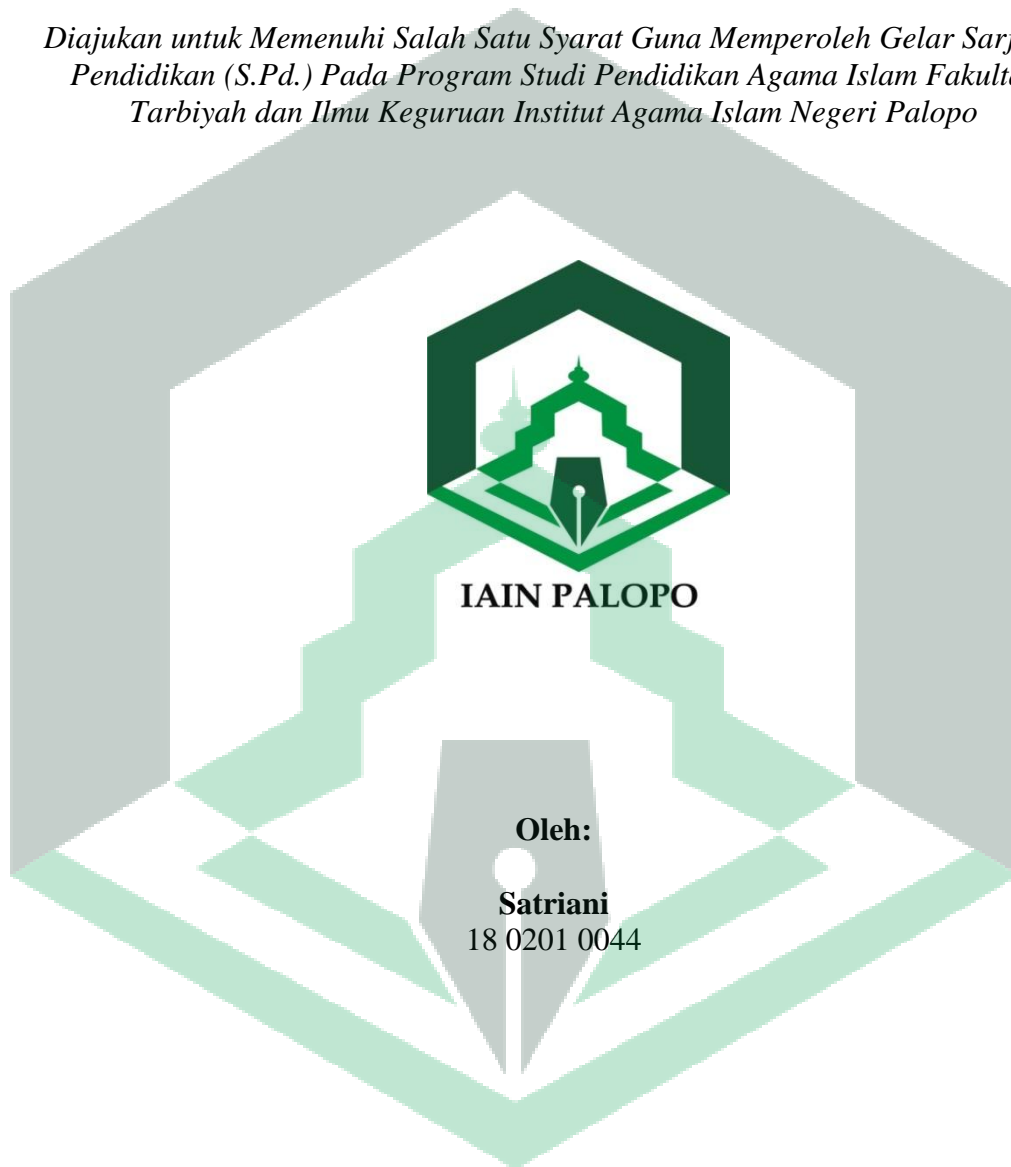 Diajukan untuk Memenuhi Salah Satu Syarat Guna Memperoleh Gelar Sarj
Pendidikan (S.Pd.) Pada Program Studi Pendidikan Agama Islam Fakulta
Tarbiyah dan Ilmu Keguruan Institut Agama Islam Negeri Palopo
IAIN PALOPO
Oleh:
Satriani
18 0201 0044